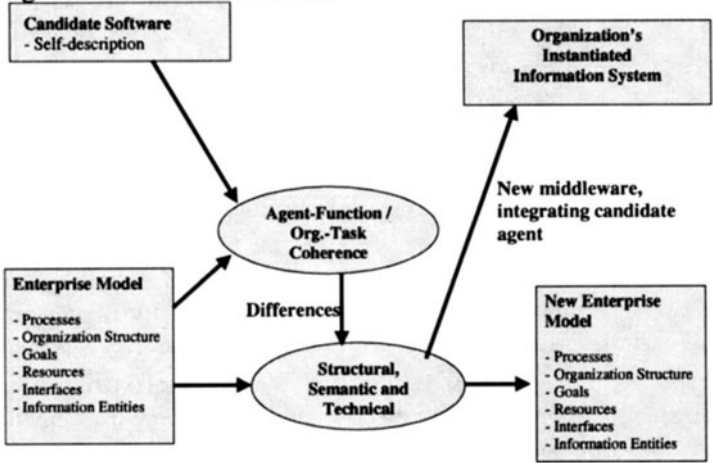 Candidate Software
- Self-description
Organization's
Instantiated
Information System
Agent-Function /
Org.-Task
Coherence
New middleware,
integrating candidate
agent
Enterprise Model
- Processes
- Organization Structure
- Goals
- Resources
- Interfaces
- Information Entities
Differences
Structural,
Semantic and
Technical
New Enterprise
Model
- Processes
- Organization Structure
- Goals
- Resources
- Interfaces
- Information Entities